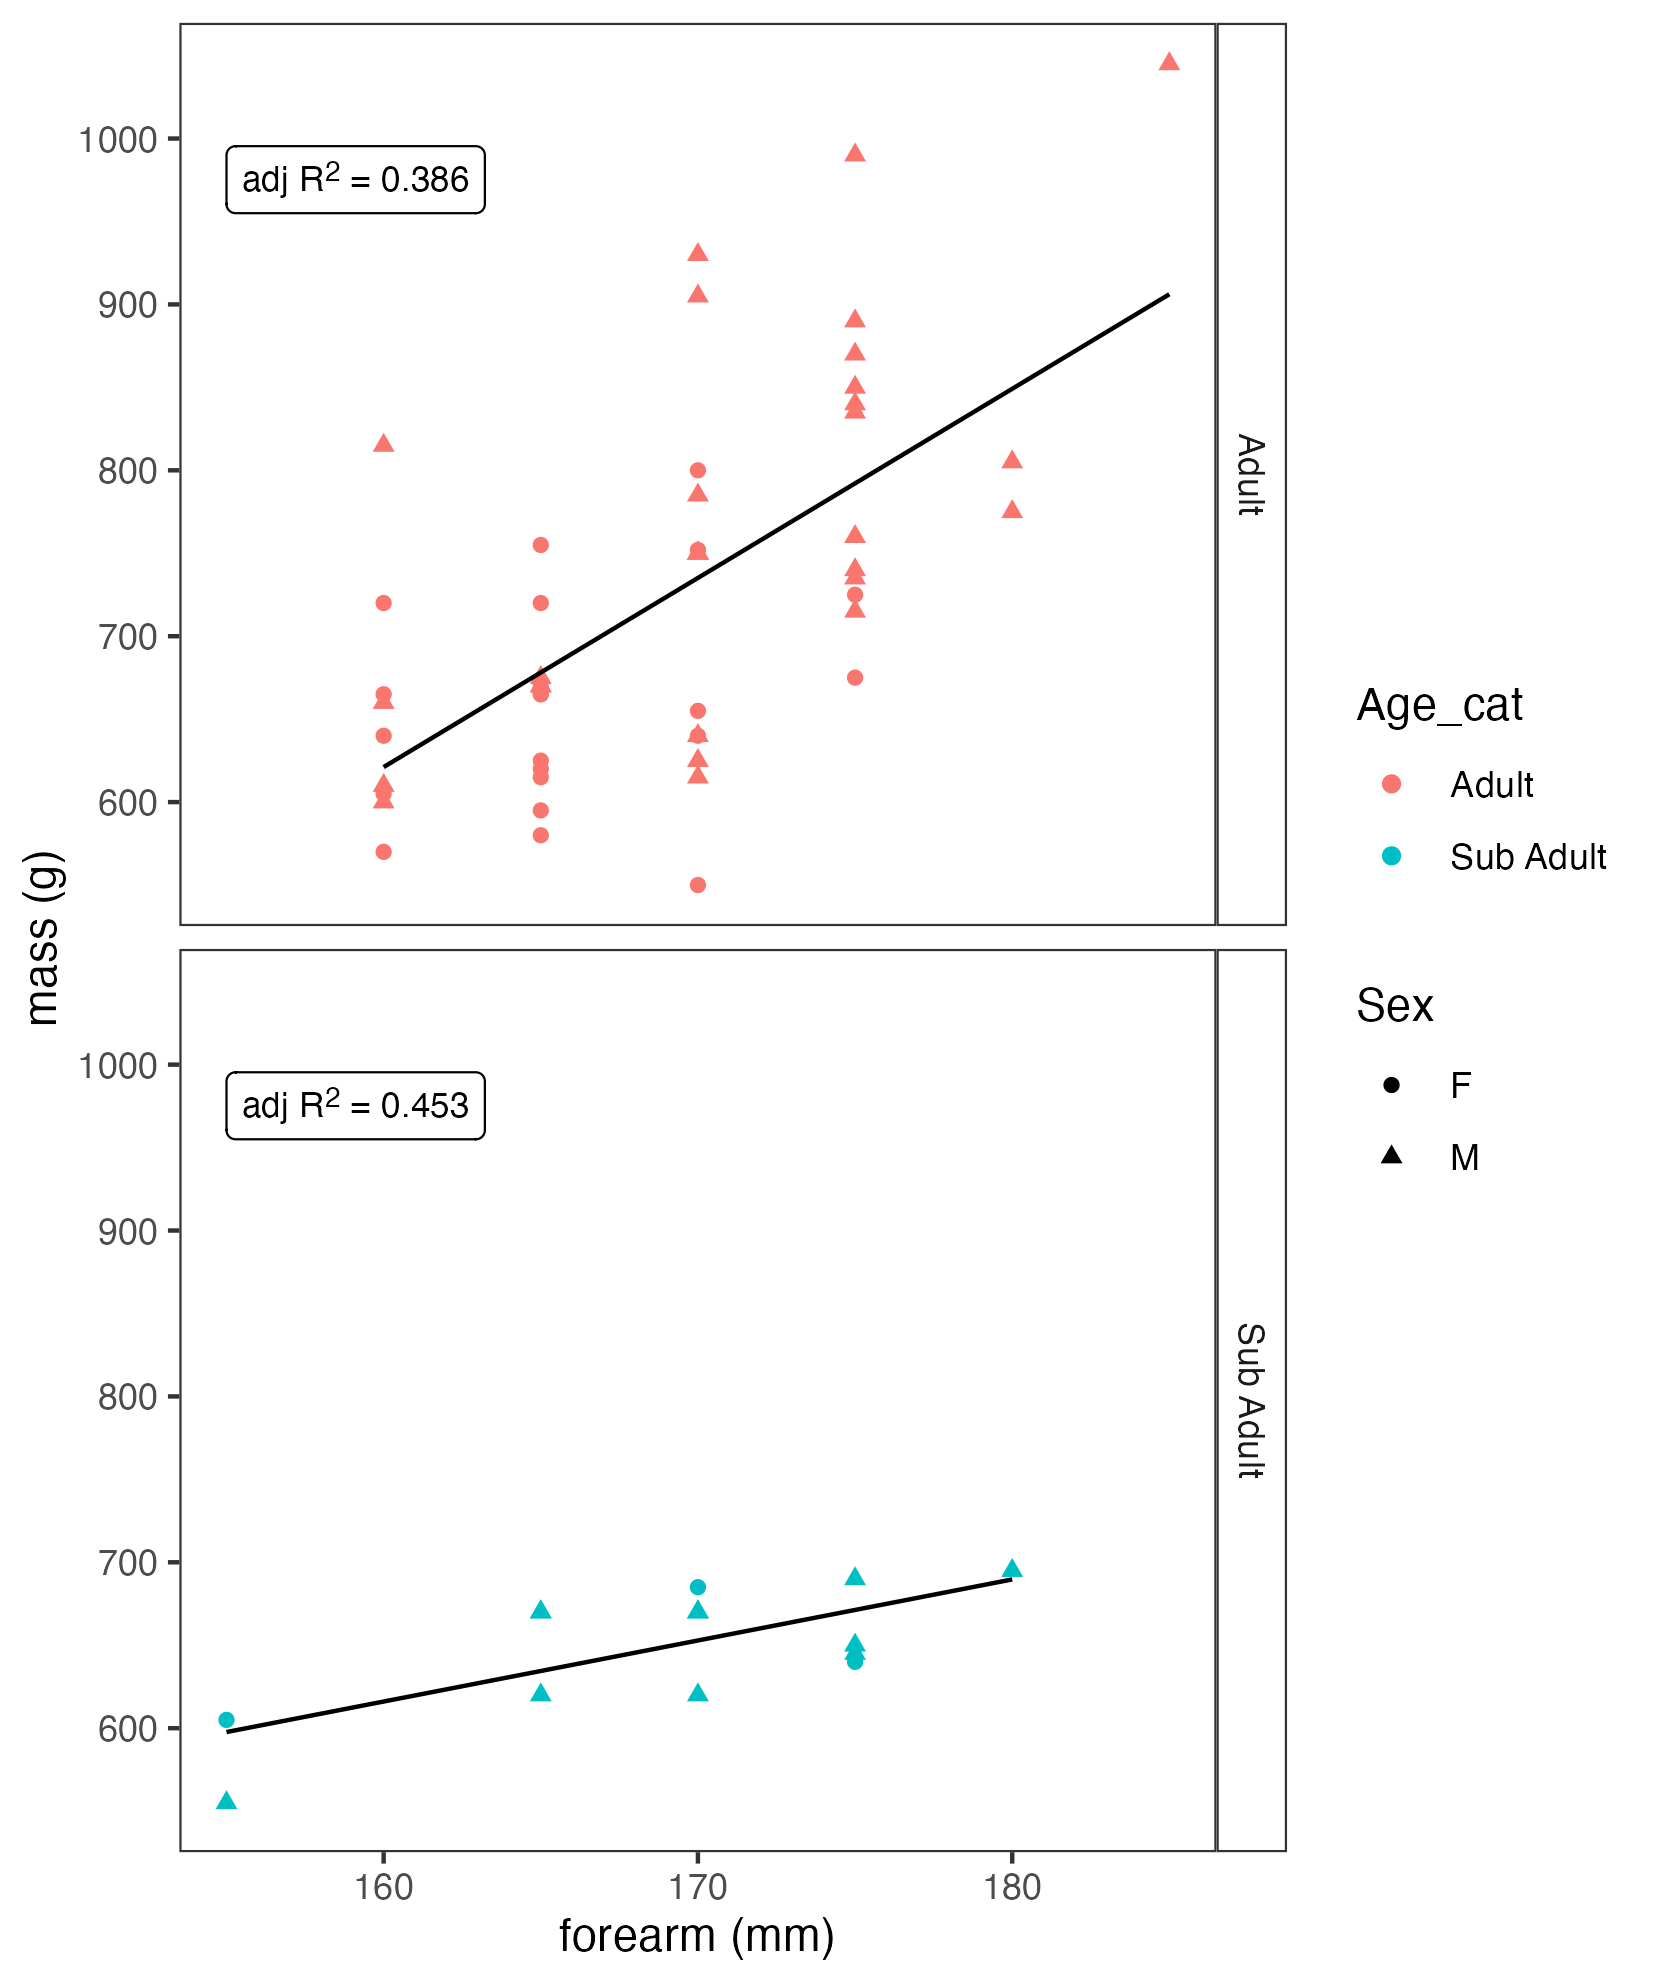 1000
adj R² = 0.386
900
800
700
600
Adult
mass (g)
1000
adj R² = 0.453
900
800
700
600
Sub Adult
160 170 180
forearm (mm)
Age_cat
Adult
Sub Adult
Sex
F
M